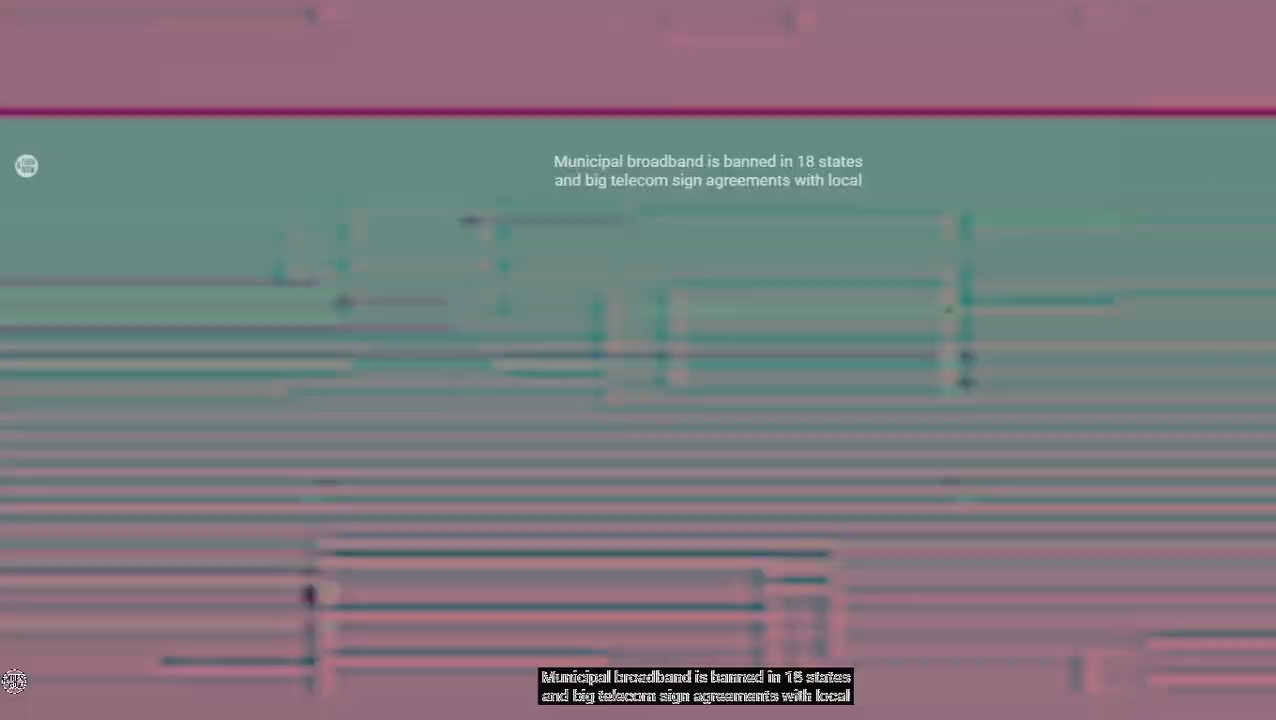 Municipal broadband is banned in 18 states
and big telecom sign agreements with local
Municipal broadband is banned in 18 states
and big telecom sign agreements with local